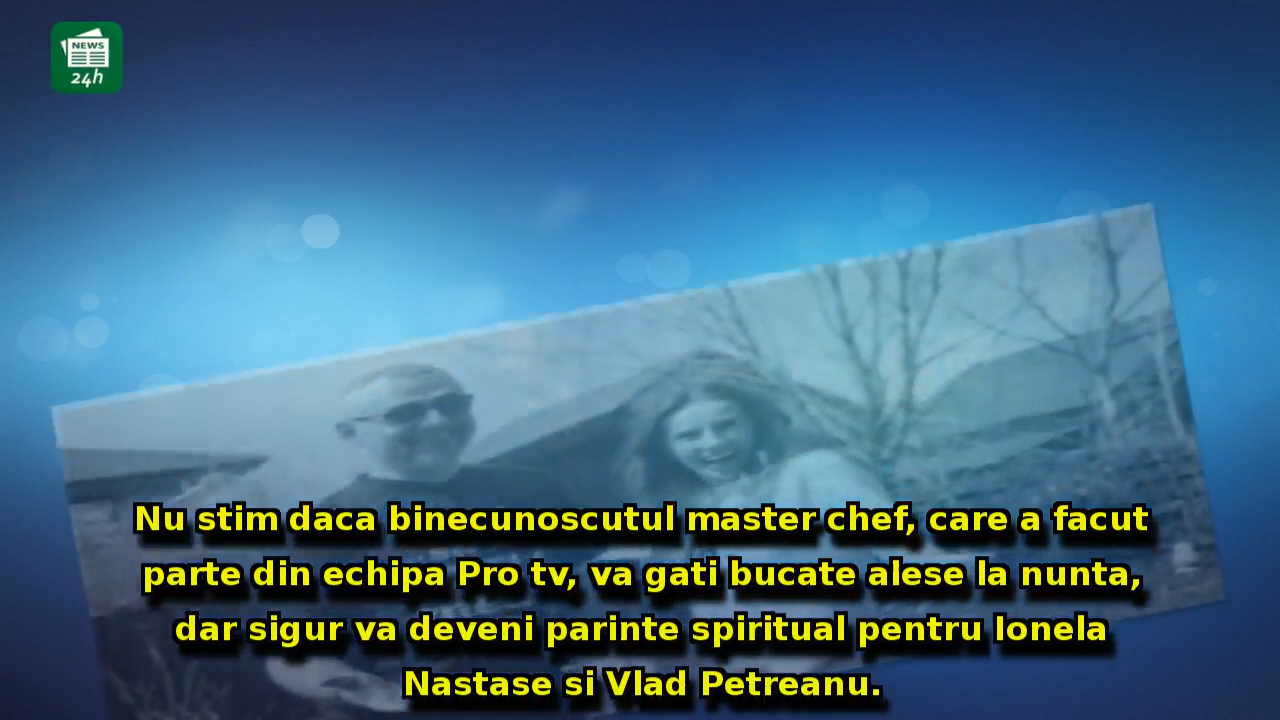 NEWS
24h
Nu stim daca binecunoscutul master chef, care a facut
parte din echipa Pro tv, va gati bucate alese la nunta,
dar sigur va deveni parinte spiritual pentru Ionela
Nastase si Vlad Petreanu.